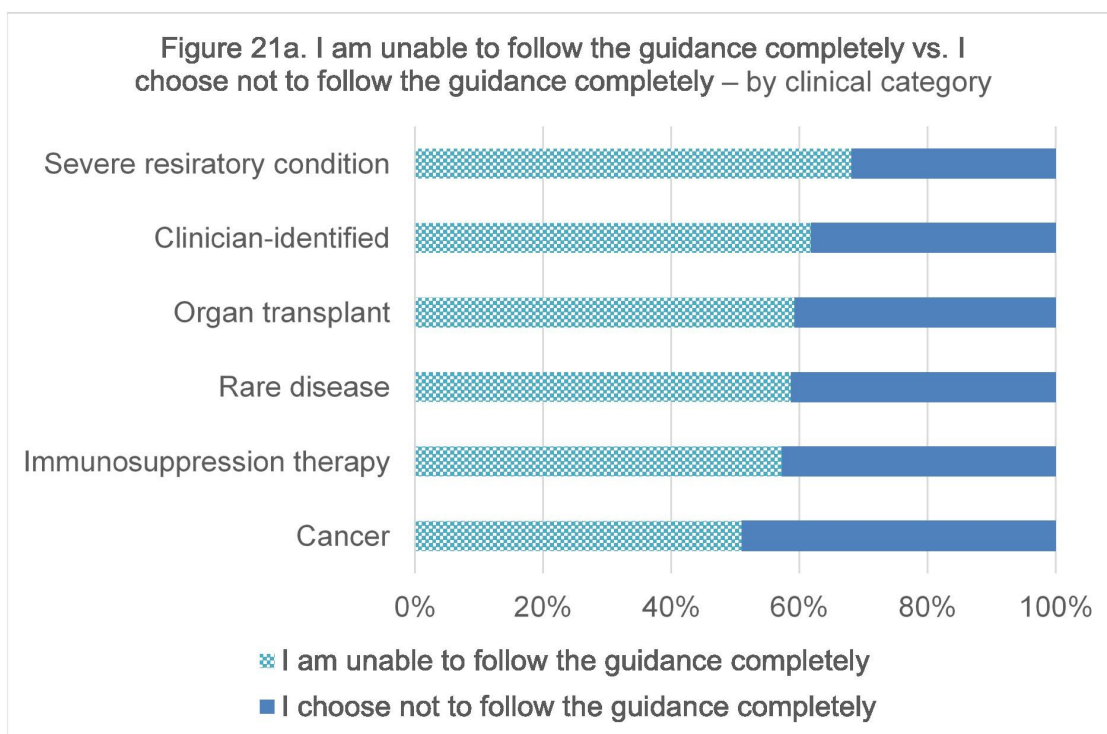 Figure 21a. I am unable to follow the guidance completely vs. I
choose not to follow the guidance completely – by clinical category
Severe resiratory condition
Clinician-identified
Organ transplant
Rare disease
Immunosuppression therapy
Cancer
0% 20% 40% 60% 80% 100%
I am unable to follow the guidance completely
I choose not to follow the guidance completely